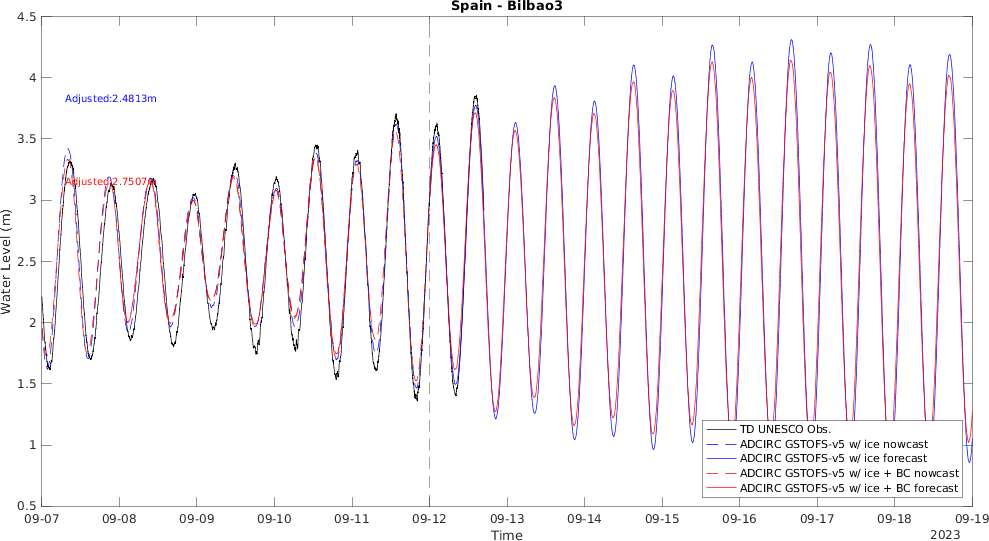 Spain - Bilbao3
4.5
4
3.5
3
2.5
2
1.5
1
0.5
Water Level (m)
Adjusted:2.4813m
Adjusted:2.7507m
TD UNESCO Obs.
ADCIRC GSTOFS-v5 w/ ice nowcast
ADCIRC GSTOFS-v5 w/ ice forecast
ADCIRC GSTOFS-v5 w/ ice + BC nowcast
ADCIRC GSTOFS-v5 w/ ice + BC forecast
09-07 09-08 09-09 09-10 09-11 09-12 09-13 09-14 09-15 09-16 09-17 09-18 09-19
Time
2023